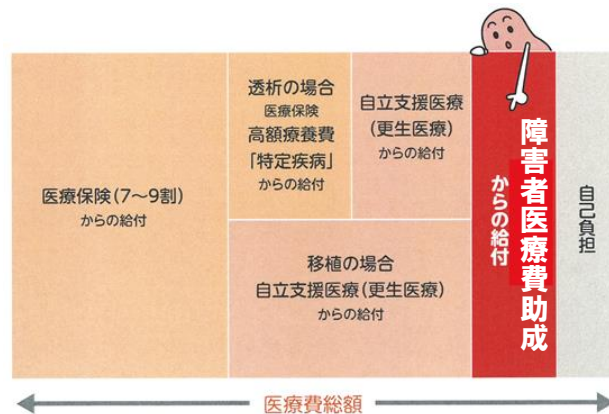 医療保険(7〜9割)
からの給付
透析の場合
医療保険
高額療養費
「特定疾病」
からの給付
自立支援医療
(更生医療)
からの給付
移植の場合
自立支援医療(更生医療)
からの給付
障害者医療費助成
からの給付
自己負担
医療費総額